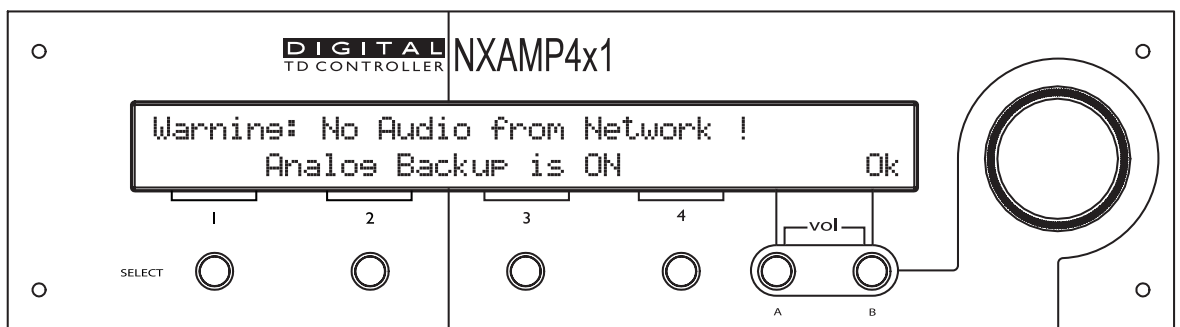 DIGITAL NXAMP4x1
TD CONTROLLER
Warning: No Audio from Network !
Analog Backup is ON Ok
1 2 3 4 vol
SELECT
A B